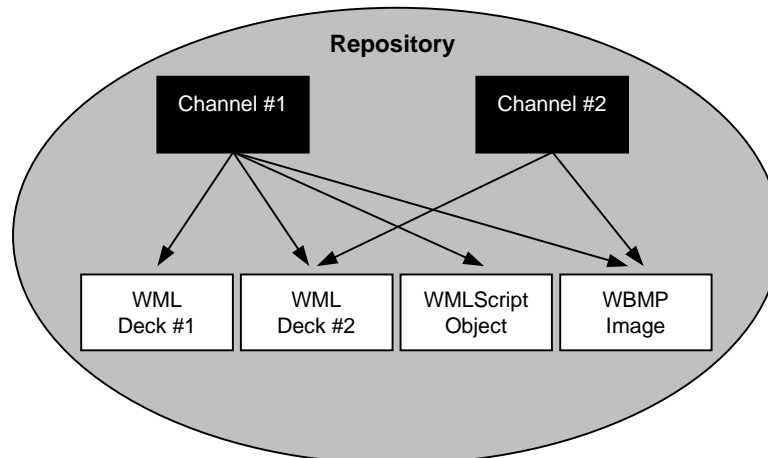 Repository
Channel #1
Channel #2
WML
Deck #1
WML
Deck #2
WMLScript
Object
WBMP
Image